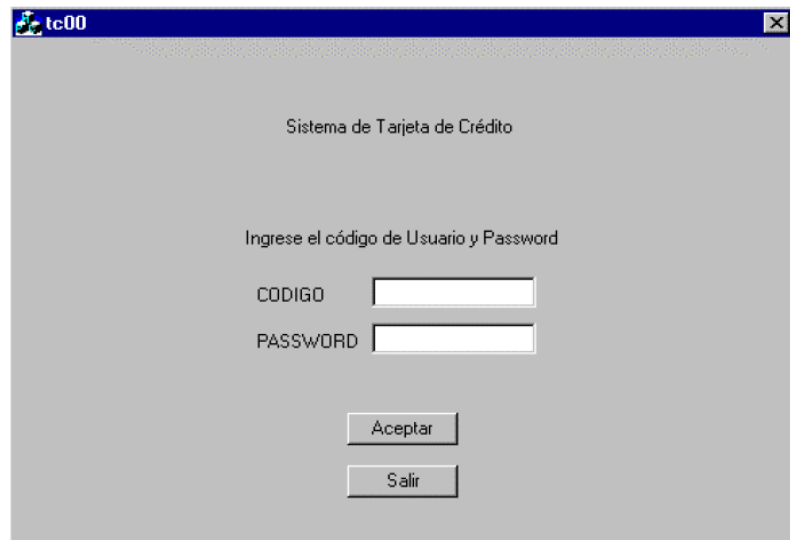 tc00
Sistema de Tarjeta de Crédito
Ingrese el código de Usuario y Password
CODIGO
PASSWORD
Aceptar
Salir